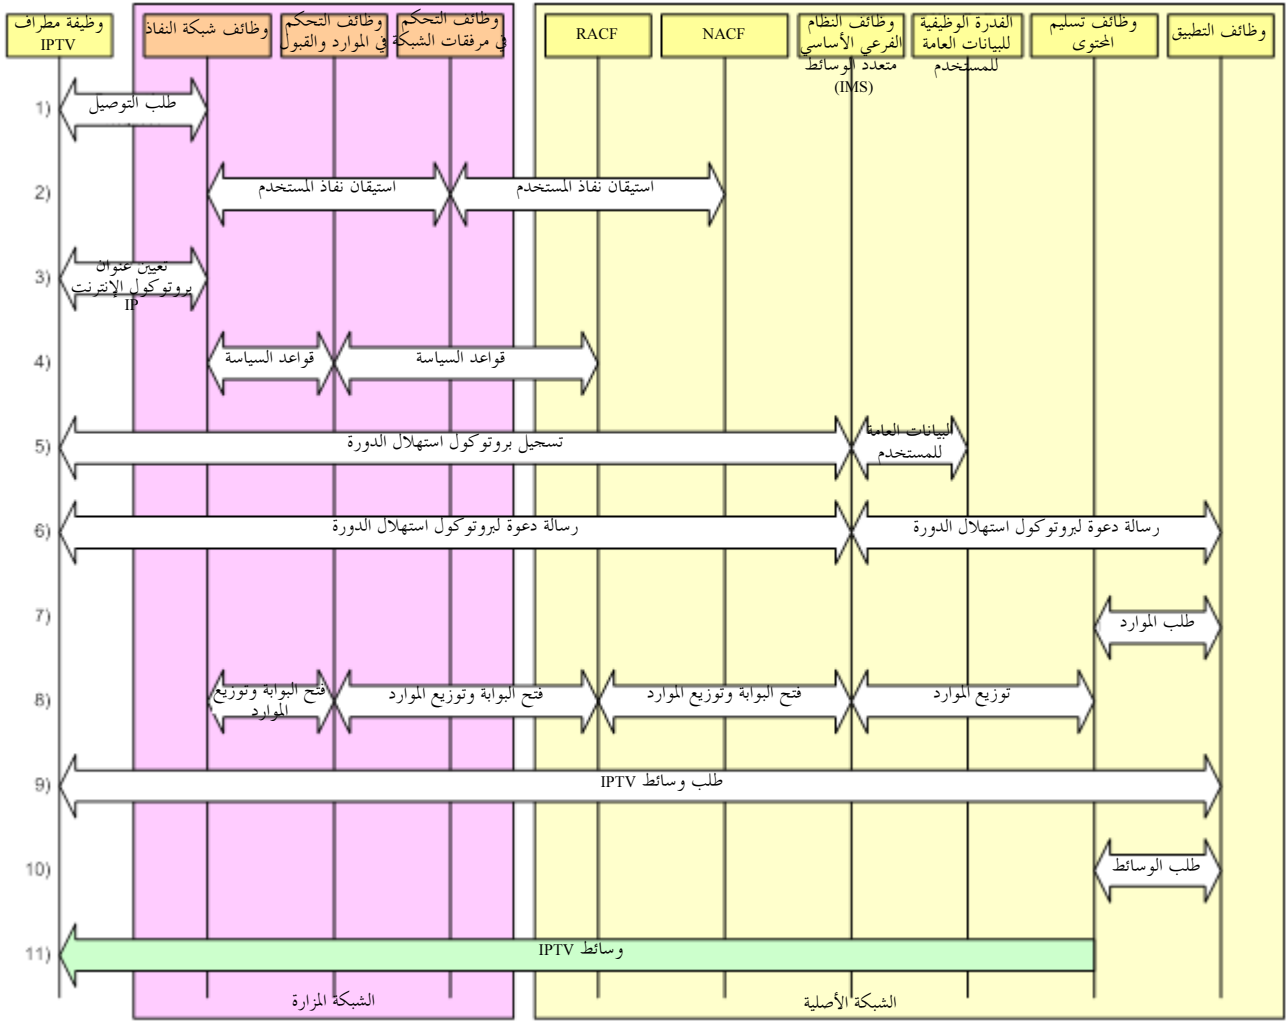 وظيفة مطراف
IPTV
وظائف شبكة النفاذ
وظائف التحكم
في الموارد والقبول
وظائف التحكم
في مرفقات الشبكة
RACF
NACF
وظائف النظام
الفرعي الأساسي
متعدد الوسائط
(IMS)
القدرة الوظيفية
للبيانات العامة
للمستخدم
وظائف تسليم
المحتوى
وظائف التطبيق
1)
طلب التوصيل
2)
استيقان نفاذ المستخدم
استيقان نفاذ المستخدم
3)
تعيين عنوان
بروتوكول الإنترنت
IP
4)
قواعد السياسة
قواعد السياسة
5)
تسجيل بروتوكول استهلال الدورة
البيانات العامة
للمستخدم
6)
رسالة دعوة لبروتوكول استهلال الدورة
رسالة دعوة لبروتوكول استهلال الدورة
7)
طلب الموارد
8)
فتح البوابة وتوزيع
الموارد
فتح البوابة وتوزيع الموارد
فتح البوابة وتوزيع الموارد
توزيع الموارد
9)
طلب وسائط IPTV
10)
طلب الوسائط
11)
وسائط IPTV
الشبكة المزارة
الشبكة الأصلية